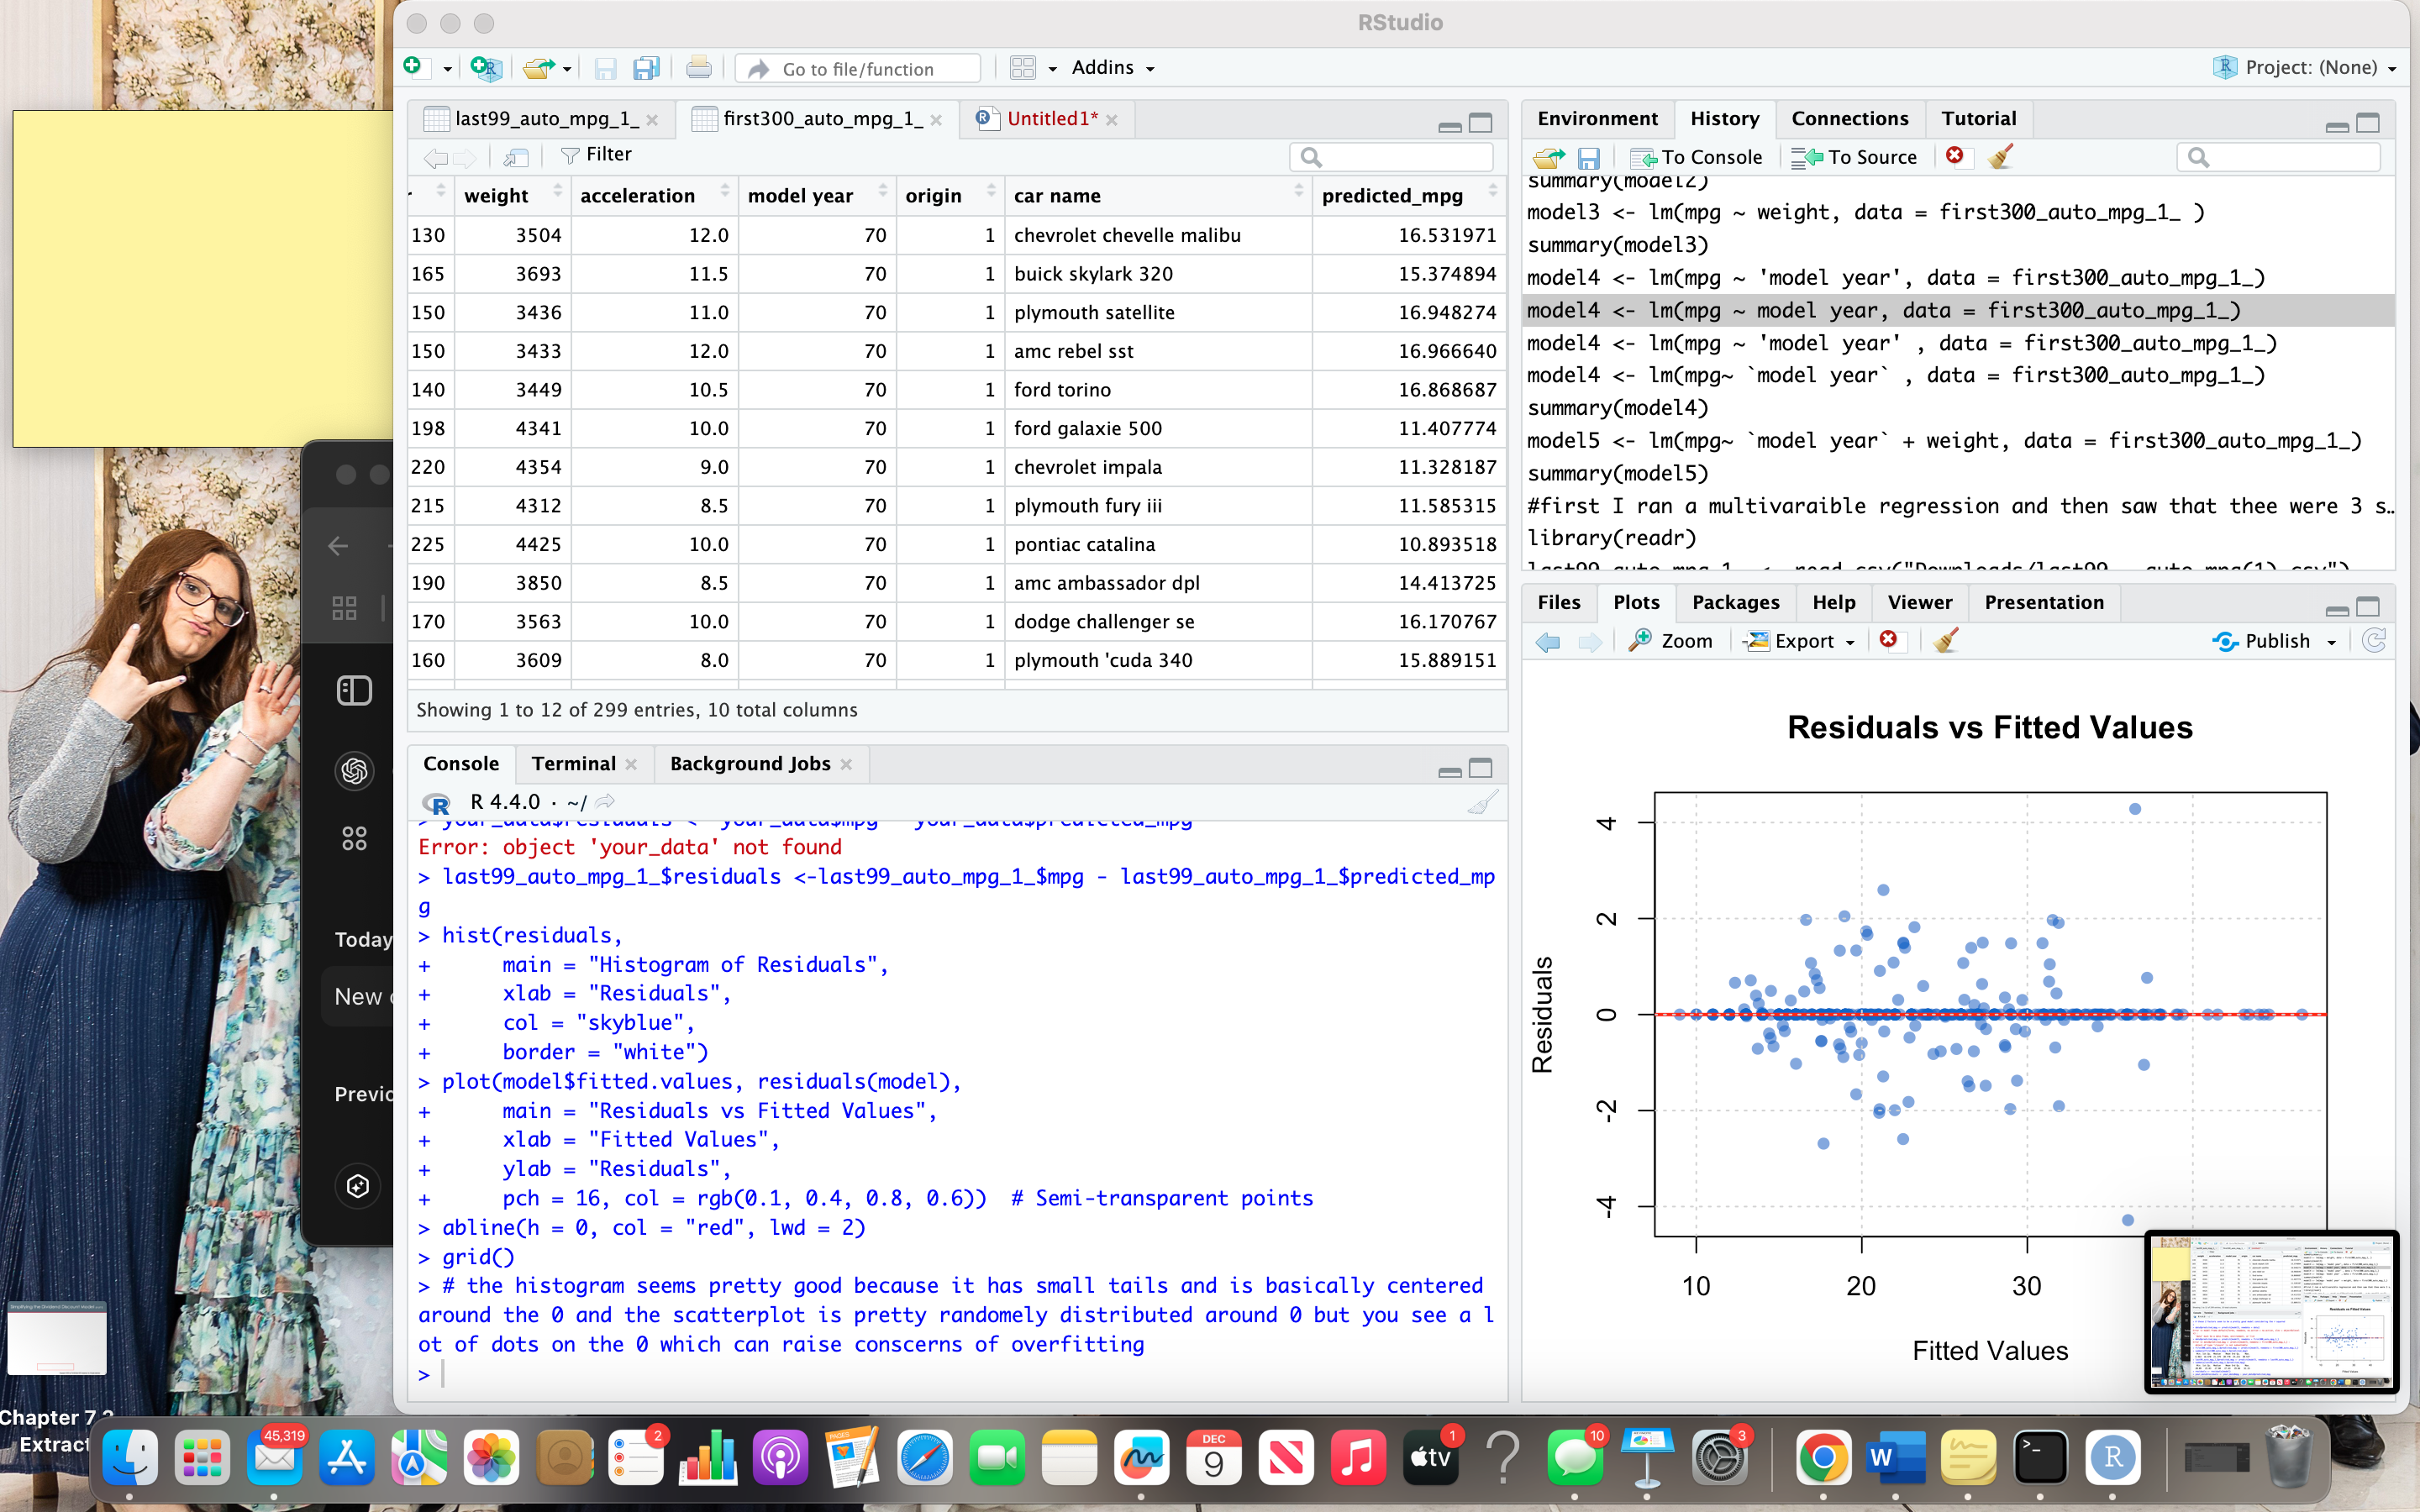 RStudio
Go to file/function
Addins
Project: (None)
last99_auto_mpg_1_
first300_auto_mpg_1_
Untitled1*
Filter
r weight acceleration model year origin car name predicted_mpg
130 3504 12.0 70 1 chevrolet chevelle malibu 16.531971
165 3693 11.5 70 1 buick skylark 320 15.374894
150 3436 11.0 70 1 plymouth satellite 16.948274
150 3433 12.0 70 1 amc rebel sst 16.966640
140 3449 10.5 70 1 ford torino 16.868687
198 4341 10.0 70 1 ford galaxie 500 11.407774
220 4354 9.0 70 1 chevrolet impala 11.328187
215 4312 8.5 70 1 plymouth fury iii 11.585315
225 4425 10.0 70 1 pontiac catalina 10.893518
190 3850 8.5 70 1 amc ambassador dpl 14.413725
170 3563 10.0 70 1 dodge challenger se 16.170767
160 3609 8.0 70 1 plymouth 'cuda 340 15.889151
Showing 1 to 12 of 299 entries, 10 total columns
Console Terminal Background Jobs
R 4.4.0 · ~/
> your_data$residuals <- your_data$mpg - your_data$predicted_mpg
Error: object 'your_data' not found
> last99_auto_mpg_1_$residuals <-last99_auto_mpg_1_$mpg - last99_auto_mpg_1_$predicted_mp
g
> hist(residuals,
+ main = "Histogram of Residuals",
+ xlab = "Residuals",
+ col = "skyblue",
+ border = "white")
> plot(model$fitted.values, residuals(model),
+ main = "Residuals vs Fitted Values",
+ xlab = "Fitted Values",
+ ylab = "Residuals",
+ pch = 16, col = rgb(0.1, 0.4, 0.8, 0.6)) # Semi-transparent points
> abline(h = 0, col = "red", lwd = 2)
> grid()
> # the histogram seems pretty good because it has small tails and is basically centered
around the 0 and the scatterplot is pretty randomely distributed around 0 but you see a l
ot of dots on the 0 which can raise conscerns of overfitting
>
Environment History Connections Tutorial
To Console To Source
summary(model2)
model3 <- lm(mpg ~ weight, data = first300_auto_mpg_1_ )
summary(model3)
model4 <- lm(mpg ~ 'model year', data = first300_auto_mpg_1_)
model4 <- lm(mpg ~ model year, data = first300_auto_mpg_1_)
model4 <- lm(mpg ~ 'model year' , data = first300_auto_mpg_1_)
model4 <- lm(mpg~ `model year` , data = first300_auto_mpg_1_)
summary(model4)
model5 <- lm(mpg~ `model year` + weight, data = first300_auto_mpg_1_)
summary(model5)
#first I ran a multivaraible regression and then saw that thee were 3 s…
library(readr)
Files Plots Packages Help Viewer Presentation
Zoom Export Publish
Residuals vs Fitted Values
Residuals
4
2
0
-2
-4
10 20 30
Fitted Values
Today
New
Previo
Chapter 7
Extract
45,319
2
PAGES
DEC
9
1
tv
10
3
W
>_
R